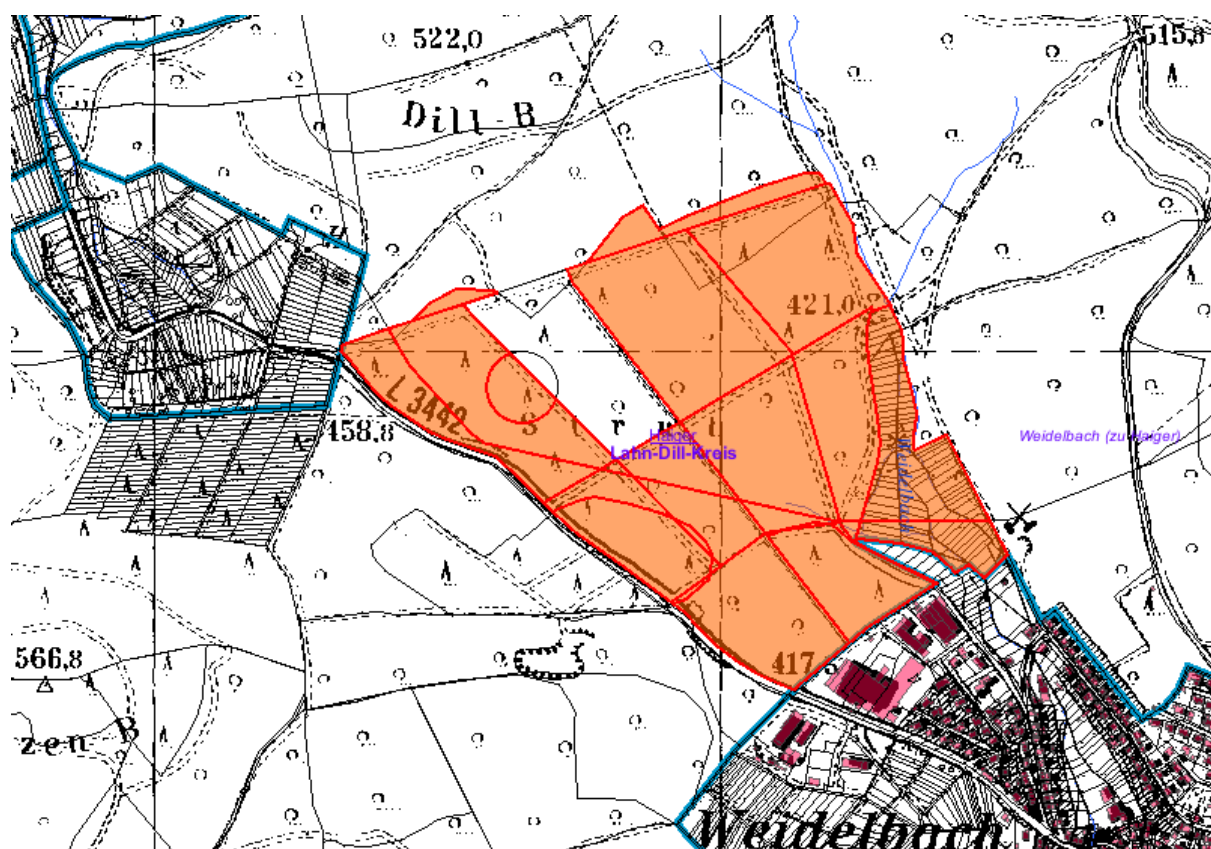 522,0
515,8
Dill-B
421,0
L 3442
458,8
Haiger
Lahn-Dill-Kreis
Weidelbach (zu Haiger)
Weidelbach
566,8
417
zen B
Weidelbach